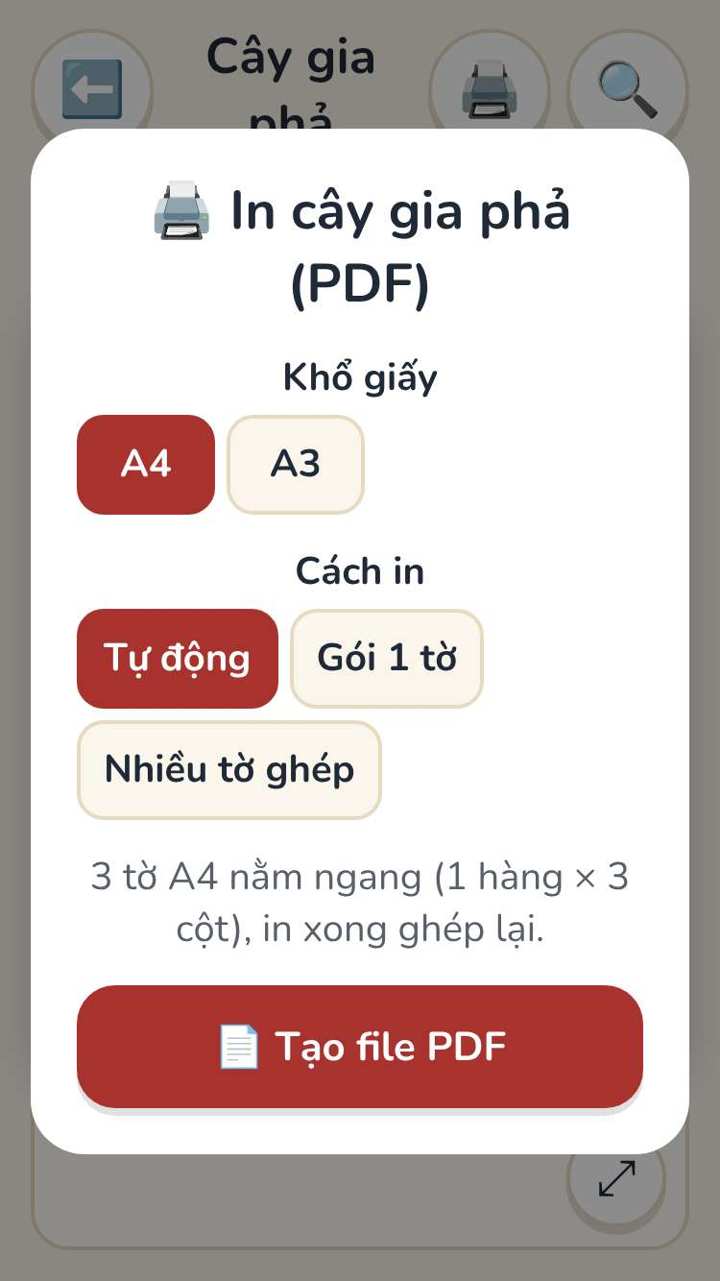 Cây gia
phả
In cây gia phả
(PDF)
Khổ giấy
A4 A3
Cách in
Tự động Gói 1 tờ
Nhiều tờ ghép
3 tờ A4 nằm ngang (1 hàng × 3
cột), in xong ghép lại.
Tạo file PDF